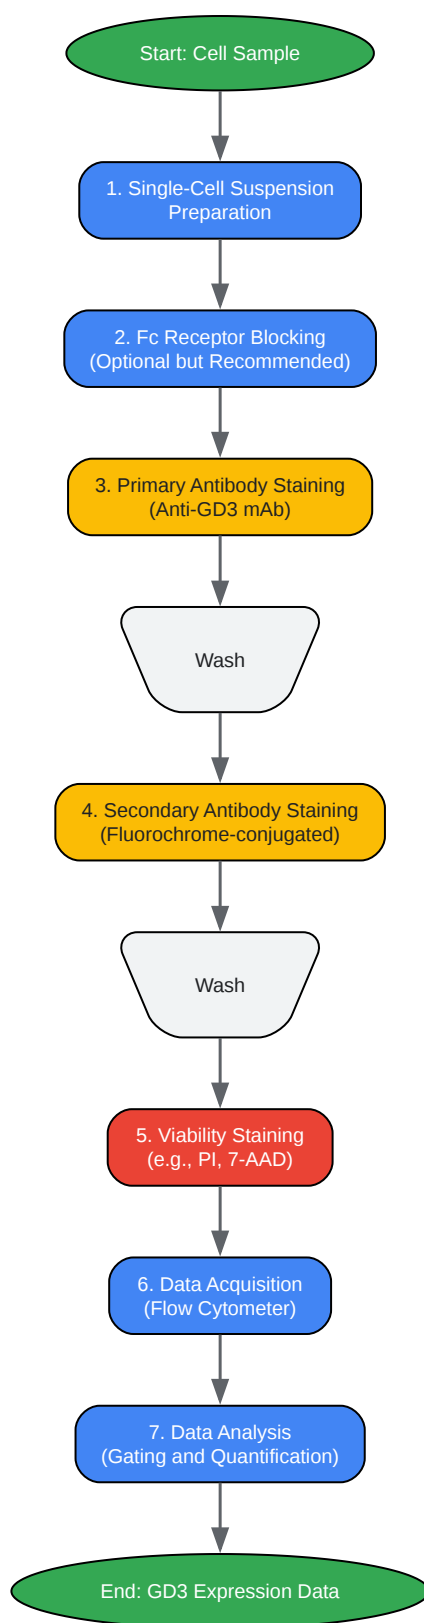 Start: Cell Sample
1. Single-Cell Suspension
Preparation
2. Fc Receptor Blocking
(Optional but Recommended)
3. Primary Antibody Staining
(Anti-GD3 mAb)
Wash
4. Secondary Antibody Staining
(Fluorochrome-conjugated)
Wash
5. Viability Staining
(e.g., PI, 7-AAD)
6. Data Acquisition
(Flow Cytometer)
7. Data Analysis
(Gating and Quantification)
End: GD3 Expression Data